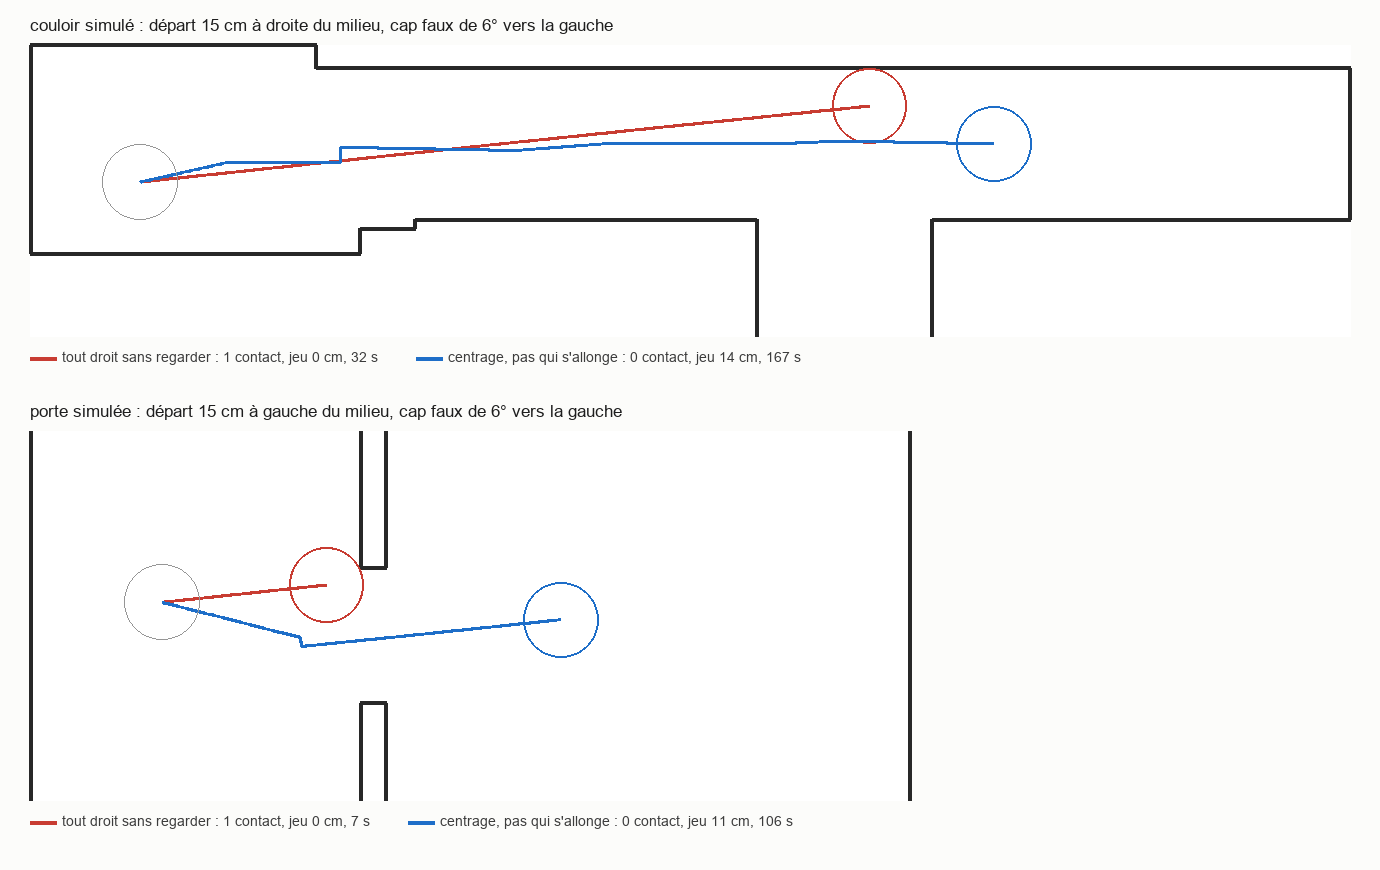 couloir simulé : départ 15 cm à droite du milieu, cap faux de 6° vers la gauche
tout droit sans regarder : 1 contact, jeu 0 cm, 32 s
centrage, pas qui s'allonge : 0 contact, jeu 14 cm, 167 s
porte simulée : départ 15 cm à gauche du milieu, cap faux de 6° vers la gauche
tout droit sans regarder : 1 contact, jeu 0 cm, 7 s
centrage, pas qui s'allonge : 0 contact, jeu 11 cm, 106 s